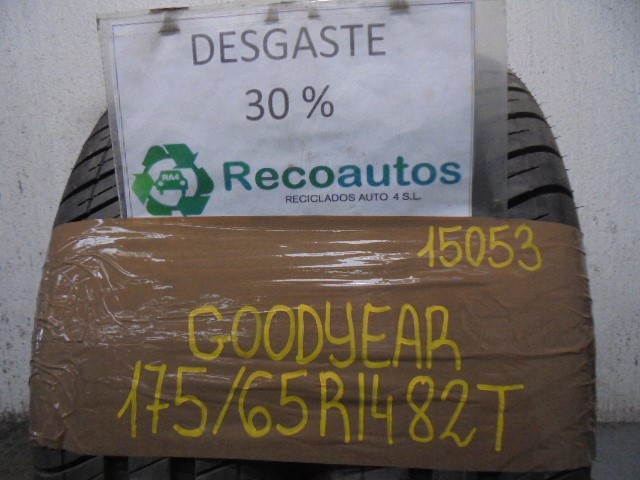 DESGASTE
30 %
RA4
Recoautos
RECICLADOS AUTO 4 S.L.
15053
GOODYEAR
175/65R1482T